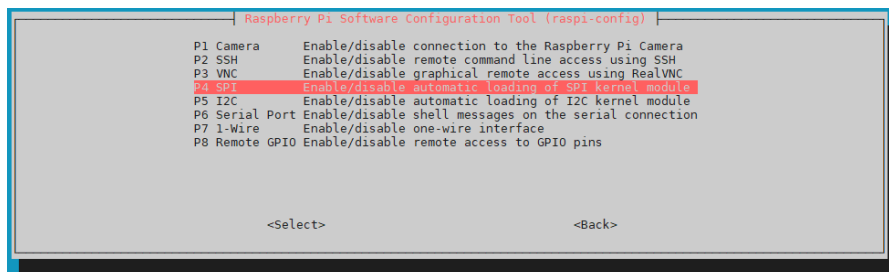 Raspberry Pi Software Configuration Tool (raspi-config)
P1 Camera Enable/disable connection to the Raspberry Pi Camera
P2 SSH Enable/disable remote command line access using SSH
P3 VNC Enable/disable graphical remote access using RealVNC
P4 SPI Enable/disable automatic loading of SPI kernel module
P5 I2C Enable/disable automatic loading of I2C kernel module
P6 Serial Port Enable/disable shell messages on the serial connection
P7 1-Wire Enable/disable one-wire interface
P8 Remote GPIO Enable/disable remote access to GPIO pins
<Select> <Back>